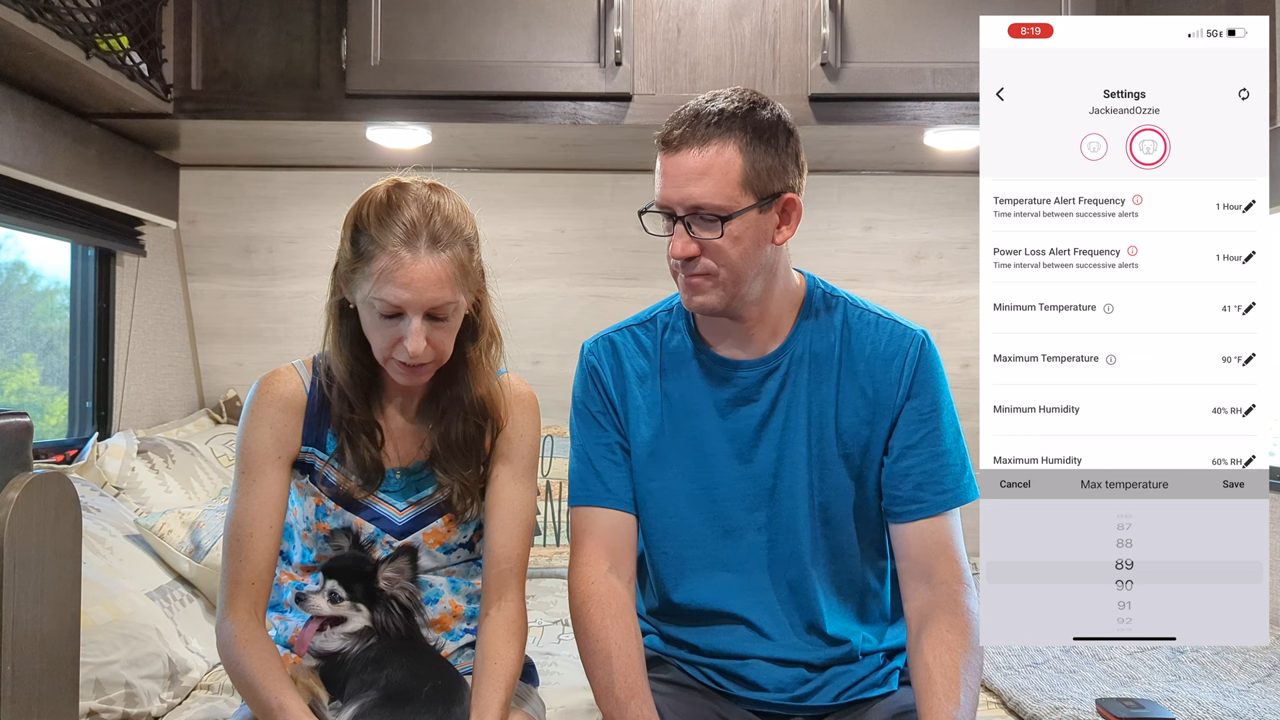 8:19
5GE
Settings
JackieandOzzie
Temperature Alert Frequency
Time interval between successive alerts
1 Hour
Power Loss Alert Frequency
Time interval between successive alerts
1 Hour
Minimum Temperature
41 °F
Maximum Temperature
90 °F
Minimum Humidity
40% RH
Maximum Humidity
60% RH
Cancel
Max temperature
Save
87
88
89
90
91
92